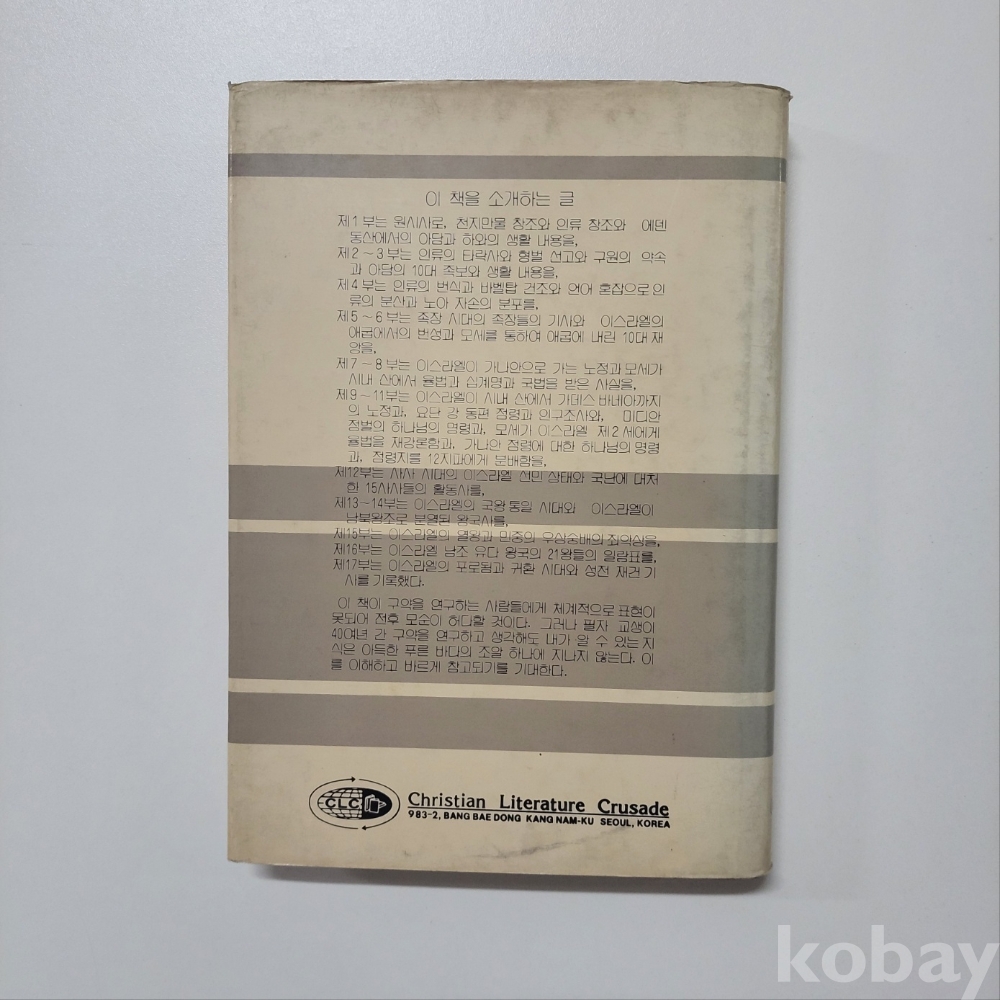 이 책을 소개하는 글
제1부는 원시사로, 천지만물 창조와 인류 창조와 에덴
동산에서의 아담과 하와의 생활 내용을,
제2～3부는 인류의 타락사와 형벌 선고와 구원의 약속
과 아담의 10대 족보와 생활 내용을,
제4부는 인류의 번식과 바벨탑 건조와 언어 혼잡으로 인
류의 분산과 노아 자손의 분포를,
제5～6부는 족장 시대의 족장들의 기사와 이스라엘의
애굽에서의 번성과 모세를 통하여 애굽에 내린 10대 재
앙을,
제7～8부는 이스라엘이 가나안으로 가는 노정과 모세가
시내 산에서 율법과 십계명과 국법을 받은 사실을,
제9～11부는 이스라엘이 시내 산에서 가데스 바네아까지
의 노정과, 요단 강 동편 점령과 인구조사와, 미디안
정벌의 하나님의 명령과, 모세가 이스라엘 제2세에게
율법을 재강론함과, 가나안 점령에 대한 하나님의 명령
과, 점령지를 12지파에게 분배함을,
제12부는 사사 시대의 이스라엘 선민 상태와 국난에 대처
한 15사사들의 활동사를,
제13～14부는 이스라엘의 국왕 통일 시대와 이스라엘이
남북왕조로 분열된 왕국사를,
제15부는 이스라엘의 열왕과 민중의 우상숭배의 죄악상을,
제16부는 이스라엘 남조 유다 왕국의 21왕들의 일람표를,
제17부는 이스라엘의 포로됨과 귀환 시대와 성전 재건 기
사를 기록했다.
이 책이 구약을 연구하는 사람들에게 체계적으로 표현이
못되어 전후 모순이 허다할 것이다. 그러나 필자 교생이
40여년 간 구약을 연구하고 생각해도 내가 알 수 있는 지
식은 아득한 푸른 바다의 조알 하나에 지나지 않는다. 이
를 이해하고 바르게 참고되기를 기대한다.
CLC
Christian Literature Crusade
983-2, BANG BAE DONG KANG NAM-KU SEOUL, KOREA
kobay